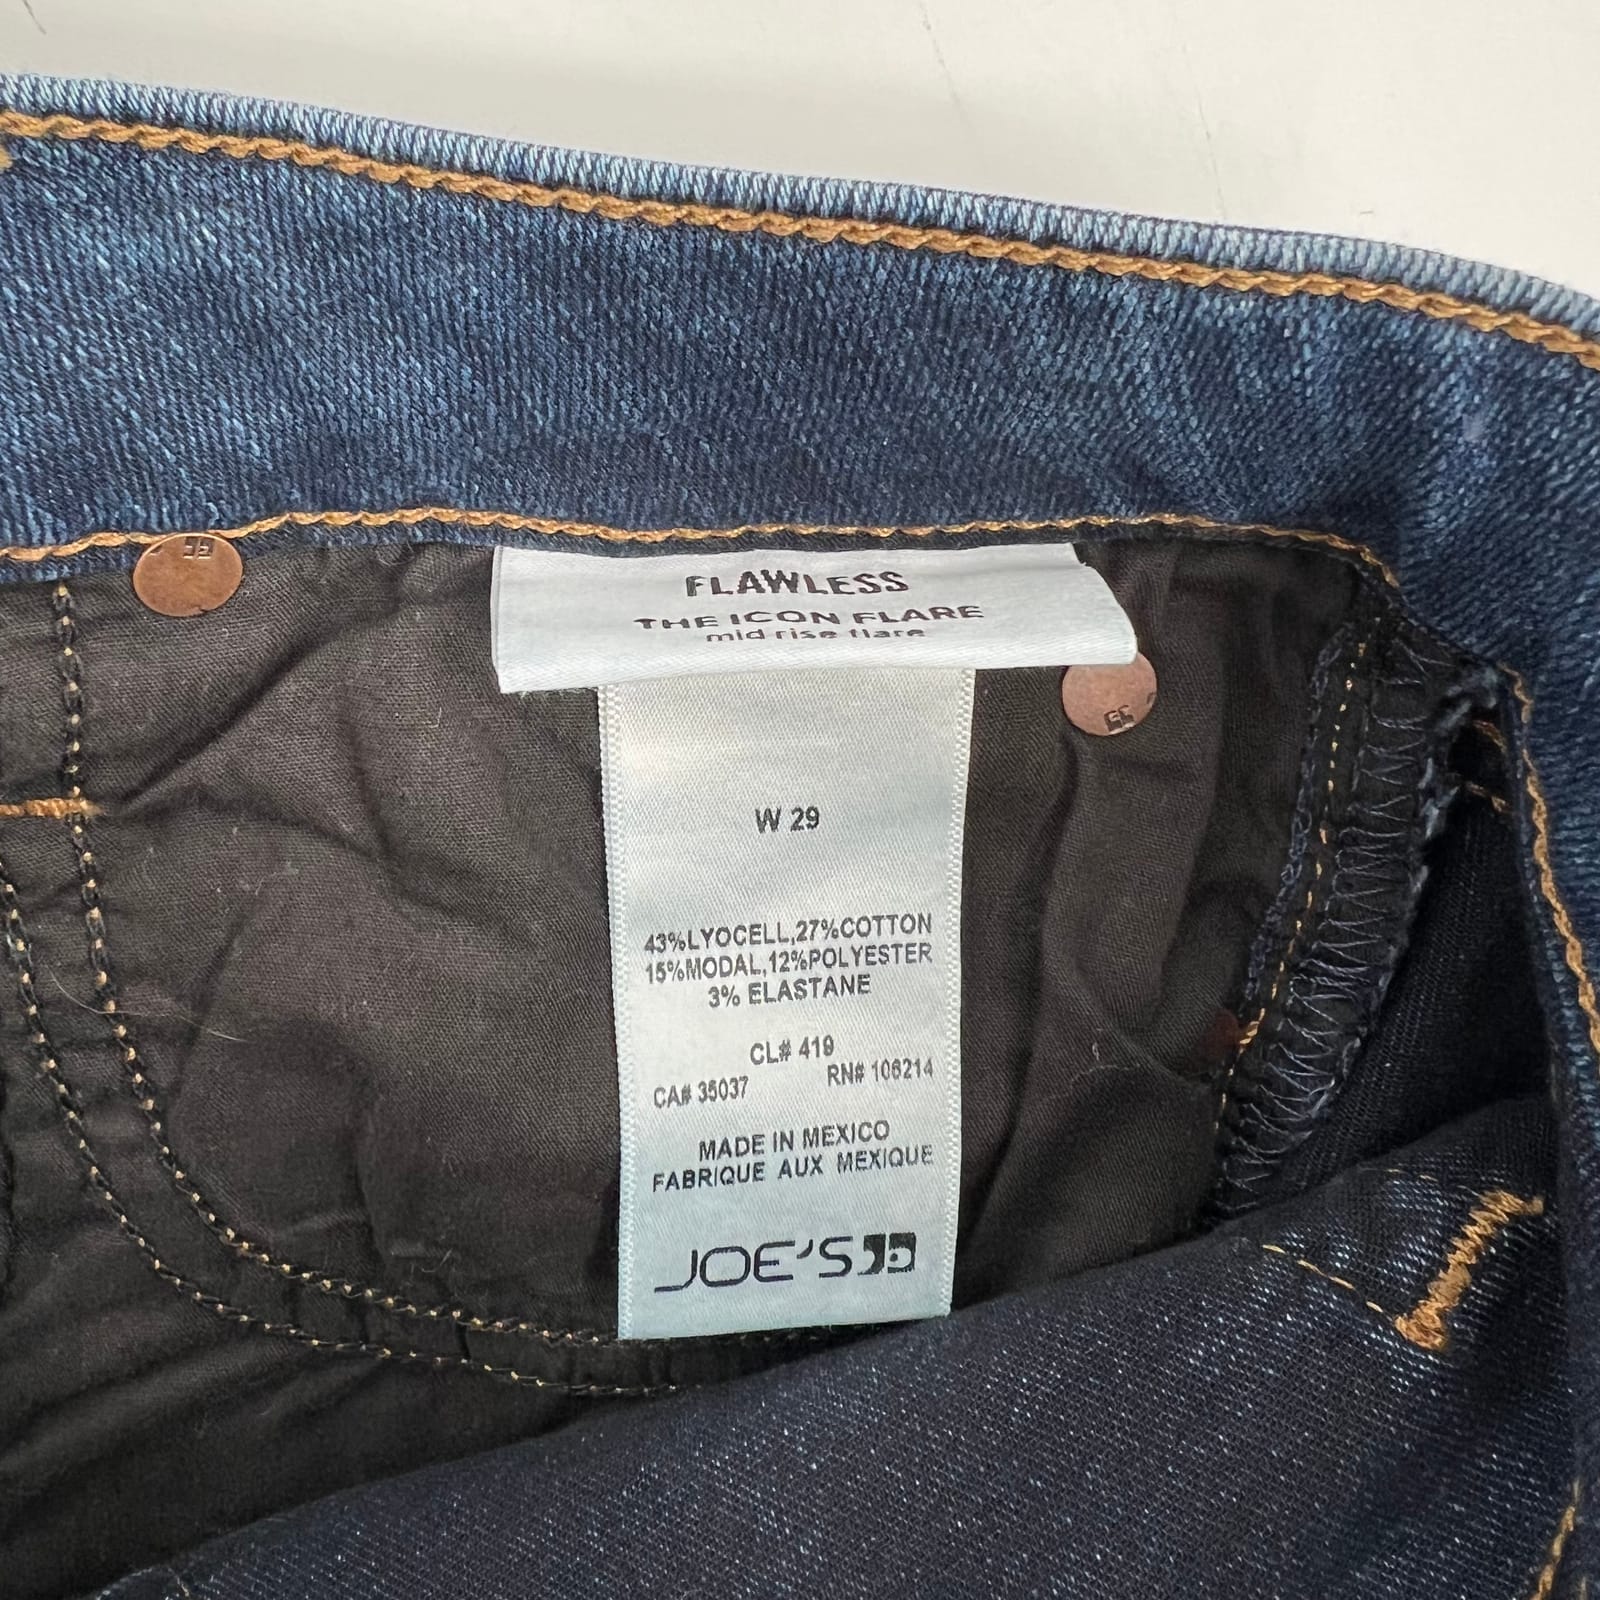 FLAWLESS
THE ICON FLARE
mid rise flare
W 29
43%LYOCELL,27%COTTON
15%MODAL,12%POLYESTER
3% ELASTANE
CL# 419
CA# 35037 RN# 106214
MADE IN MEXICO
FABRIQUE AUX MEXIQUE
JOE'S